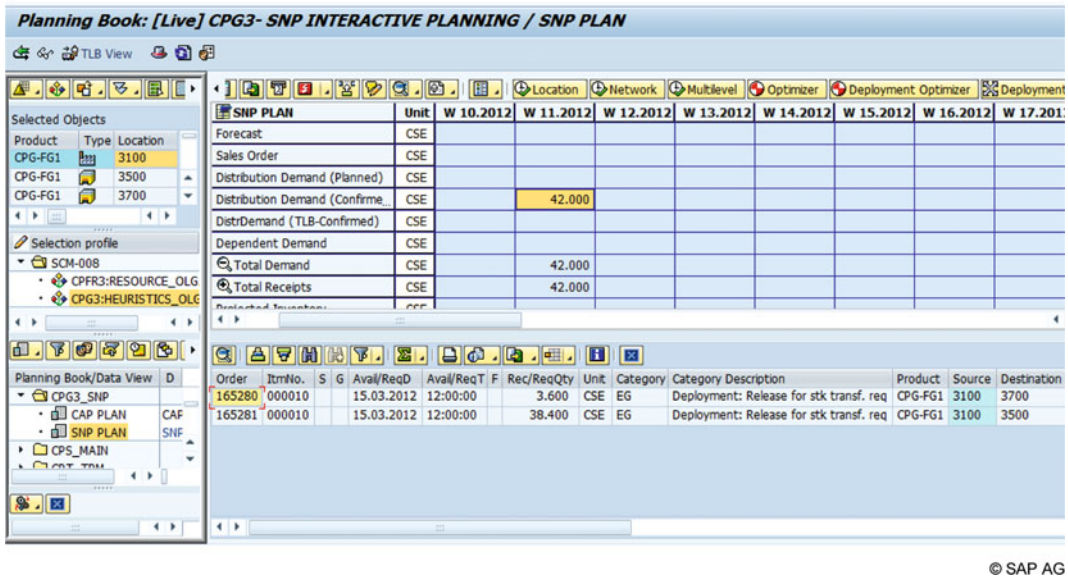 Planning Book: [Live] CPG3- SNP INTERACTIVE PLANNING / SNP PLAN
TLB View
Location Network Multilevel Optimizer Deployment Optimizer Deployment
Selected Objects
Product Type Location
CPG-FG1 3100
CPG-FG1 3500
CPG-FG1 3700
Selection profile
SCM-008
CPFR3:RESOURCE_OLG
CPG3:HEURISTICS_OLG
Planning Book/Data View D
CPG3_SNP
CAP PLAN CAP
SNP PLAN SNP
CPS_MAIN
SNP PLAN Unit W 10.2012 W 11.2012 W 12.2012 W 13.2012 W 14.2012 W 15.2012 W 16.2012 W 17.201
Forecast CSE
Sales Order CSE
Distribution Demand (Planned) CSE
Distribution Demand (Confirme... CSE 42.000
DistrDemand (TLB-Confirmed) CSE
Dependent Demand CSE
Total Demand CSE 42.000
Total Receipts CSE 42.000
Order ItmNo. S G Avail/ReqD Avail/ReqT F Rec/ReqQty Unit Category Category Description Product Source Destination
165280 000010 15.03.2012 12:00:00 3.600 CSE EG Deployment: Release for stk transf. req CPG-FG1 3100 3700
165281 000010 15.03.2012 12:00:00 38.400 CSE EG Deployment: Release for stk transf. req CPG-FG1 3100 3500
© SAP AG